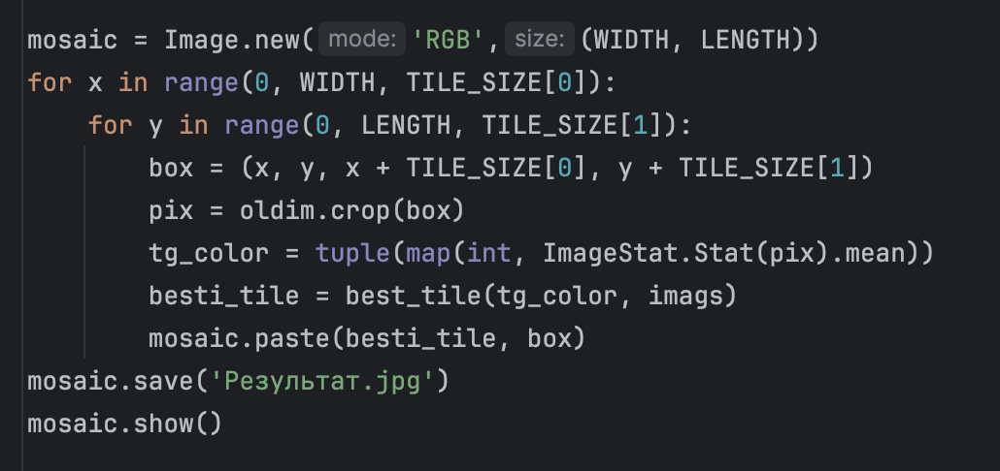 mosaic = Image.new( mode: 'RGB', size: (WIDTH, LENGTH))
for x in range(0, WIDTH, TILE_SIZE[0]):
    for y in range(0, LENGTH, TILE_SIZE[1]):
        box = (x, y, x + TILE_SIZE[0], y + TILE_SIZE[1])
        pix = oldim.crop(box)
        tg_color = tuple(map(int, ImageStat.Stat(pix).mean))
        besti_tile = best_tile(tg_color, imags)
        mosaic.paste(besti_tile, box)
mosaic.save('Результат.jpg')
mosaic.show()